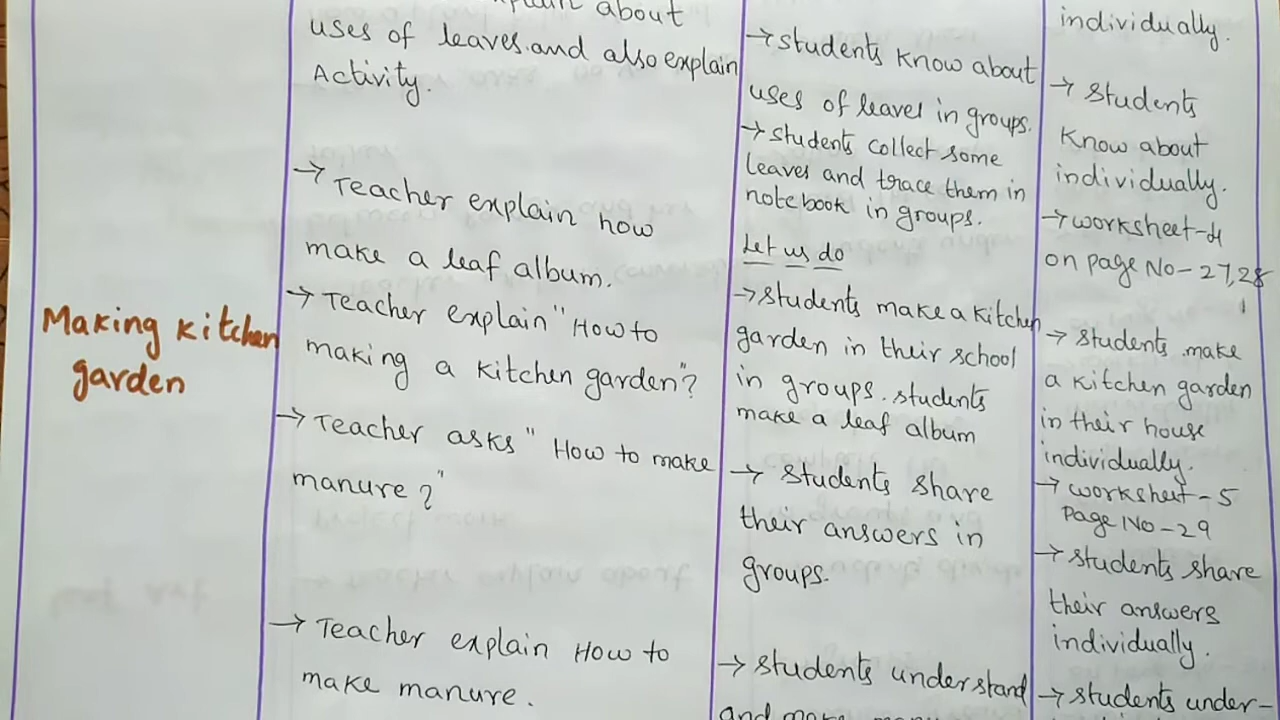 Making kitchen
garden
explain about
uses of leaves.and also explain
Activity.
→ Teacher explain how
make a leaf album.
→ Teacher explain "How to
making a kitchen garden"?
→ Teacher asks "How to make
manure?"
→ Teacher explain How to
make manure.
→ students know about
uses of leaves in groups.
→ students collect some
leaves and trace them in
notebook in groups.
Let us do
→ students make a kitchen
garden in their school
in groups. students
make a leaf album
→ students share
their answers in
groups.
→ students understand
and make
individually.
→ students
know about
individually.
→ worksheet-4
on page No-27,28
→ students make
a kitchen garden
in their house
individually.
→ worksheet-5
Page No-29
→ students share
their answers
individually.
→ students under-